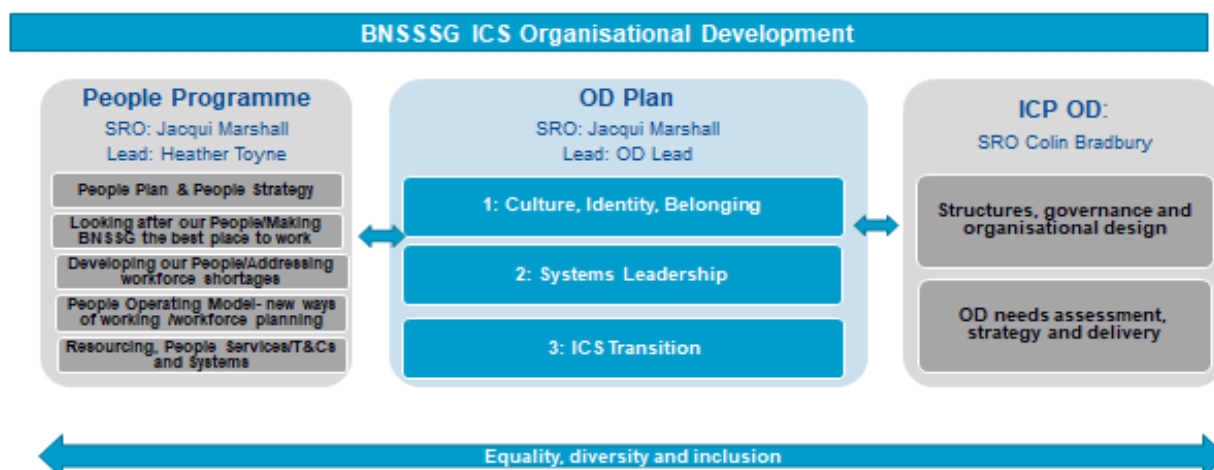 BNSSSG ICS Organisational Development
People Programme
SRO: Jacqui Marshall
Lead: Heather Toyne
People Plan & People Strategy
Looking after our People/Making
BNSSG the best place to work
Developing our People/Addressing
workforce shortages
People Operating Model- new ways
of working /workforce planning
Resourcing, People Services/T&Cs
and Systems
OD Plan
SRO: Jacqui Marshall
Lead: OD Lead
1: Culture, Identity, Belonging
2: Systems Leadership
3: ICS Transition
ICP OD:
SRO Colin Bradbury
Structures, governance and
organisational design
OD needs assessment,
strategy and delivery
Equality, diversity and inclusion